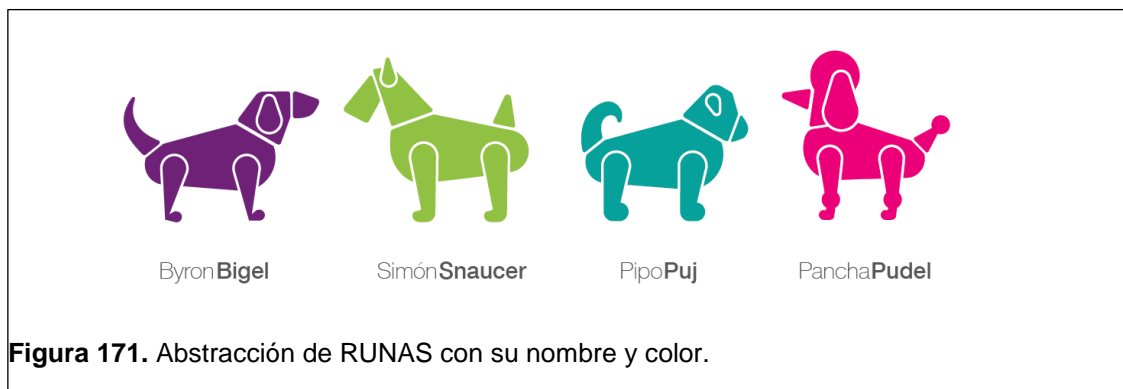 ByronBigel SimónSnaucer PipoPuj PanchaPudel
Figura 171. Abstracción de RUNAS con su nombre y color.